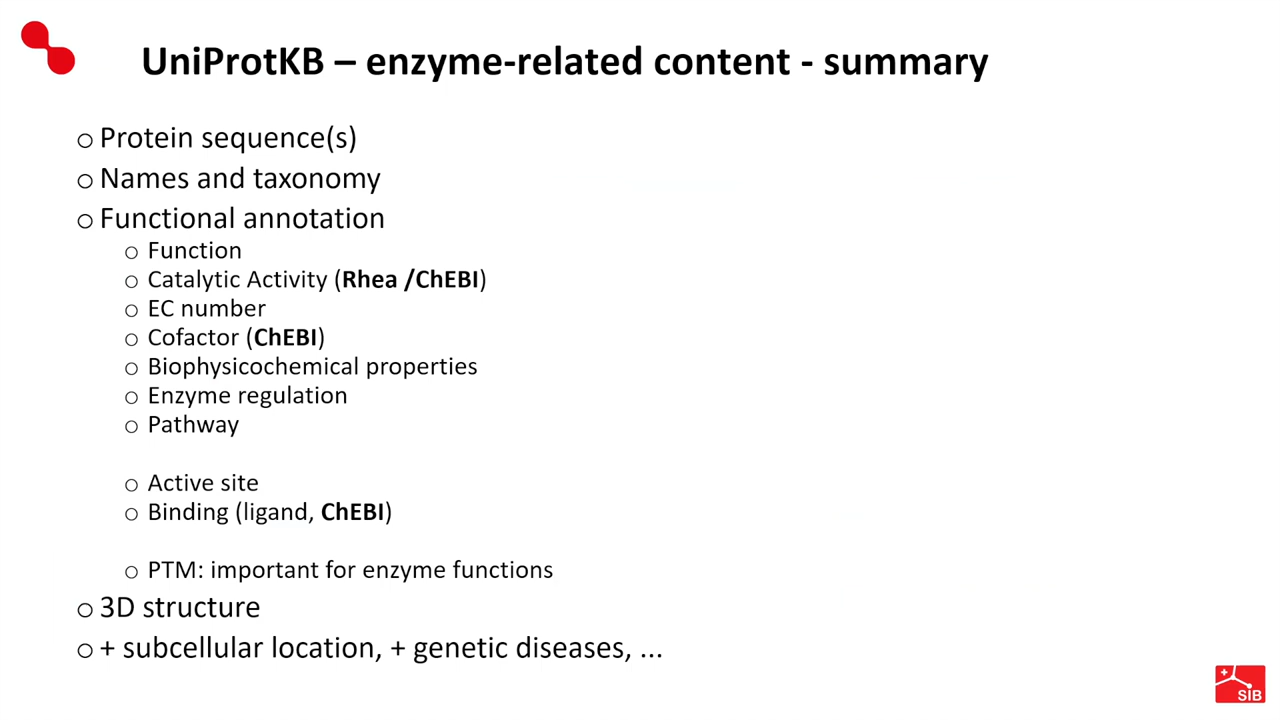 UniProtKB – enzyme-related content - summary
o Protein sequence(s)
o Names and taxonomy
o Functional annotation
o Function
o Catalytic Activity (Rhea /ChEBI)
o EC number
o Cofactor (ChEBI)
o Biophysicochemical properties
o Enzyme regulation
o Pathway
o Active site
o Binding (ligand, ChEBI)
o PTM: important for enzyme functions
o 3D structure
o + subcellular location, + genetic diseases, ...
SIB